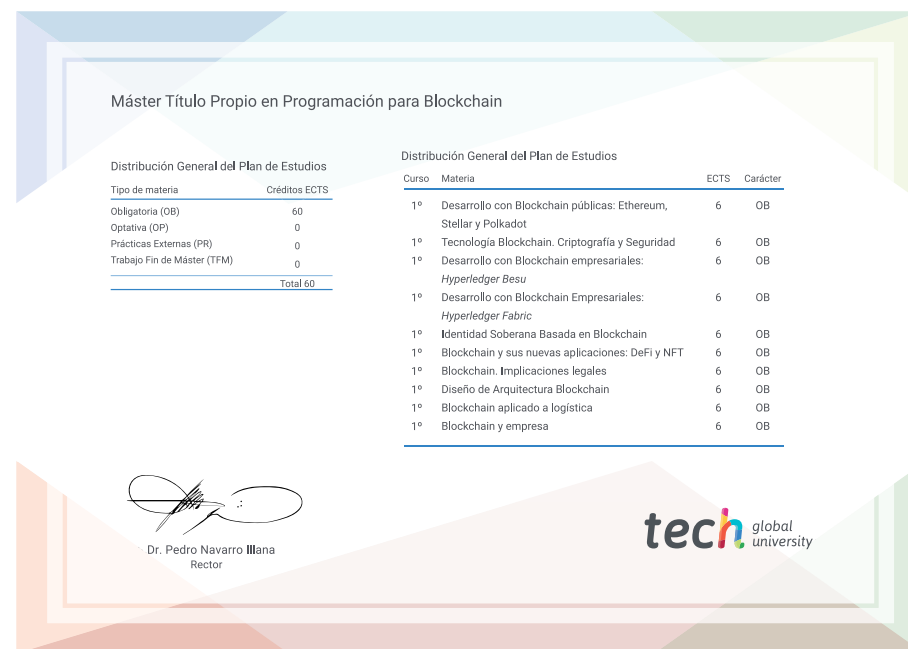 Máster Título Propio en Programación para Blockchain
Distribución General del Plan de Estudios
Tipo de materia Créditos ECTS
Obligatoria (OB) 60
Optativa (OP) 0
Prácticas Externas (PR) 0
Trabajo Fin de Máster (TFM) 0
Total 60
Distribución General del Plan de Estudios
Curso Materia ECTS Carácter
1º Desarrollo con Blockchain públicas: Ethereum, 6 OB
Stellar y Polkadot
1º Tecnología Blockchain. Criptografía y Seguridad 6 OB
1º Desarrollo con Blockchain empresariales: 6 OB
Hyperledger Besu
1º Desarrollo con Blockchain Empresariales: 6 OB
Hyperledger Fabric
1º Identidad Soberana Basada en Blockchain 6 OB
1º Blockchain y sus nuevas aplicaciones: DeFi y NFT 6 OB
1º Blockchain. Implicaciones legales 6 OB
1º Diseño de Arquitectura Blockchain 6 OB
1º Blockchain aplicado a logística 6 OB
1º Blockchain y empresa 6 OB
Dr. Pedro Navarro Illana
Rector
tech global
university